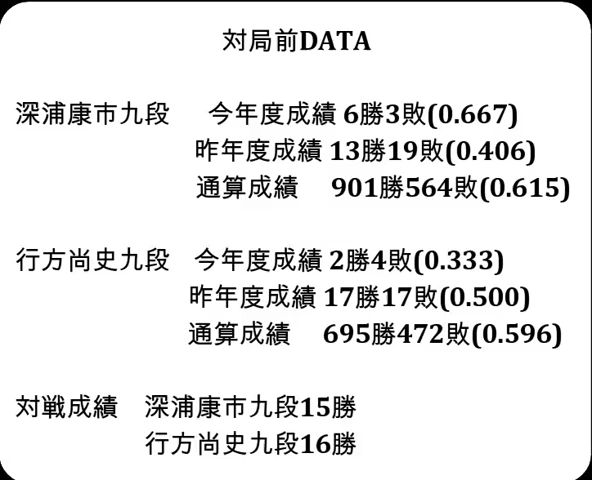 対局前DATA
深浦康市九段 今年度成績 6勝3敗(0.667)
昨年度成績 13勝19敗(0.406)
通算成績 901勝564敗(0.615)
行方尚史九段 今年度成績 2勝4敗(0.333)
昨年度成績 17勝17敗(0.500)
通算成績 695勝472敗(0.596)
対戦成績 深浦康市九段15勝
行方尚史九段16勝